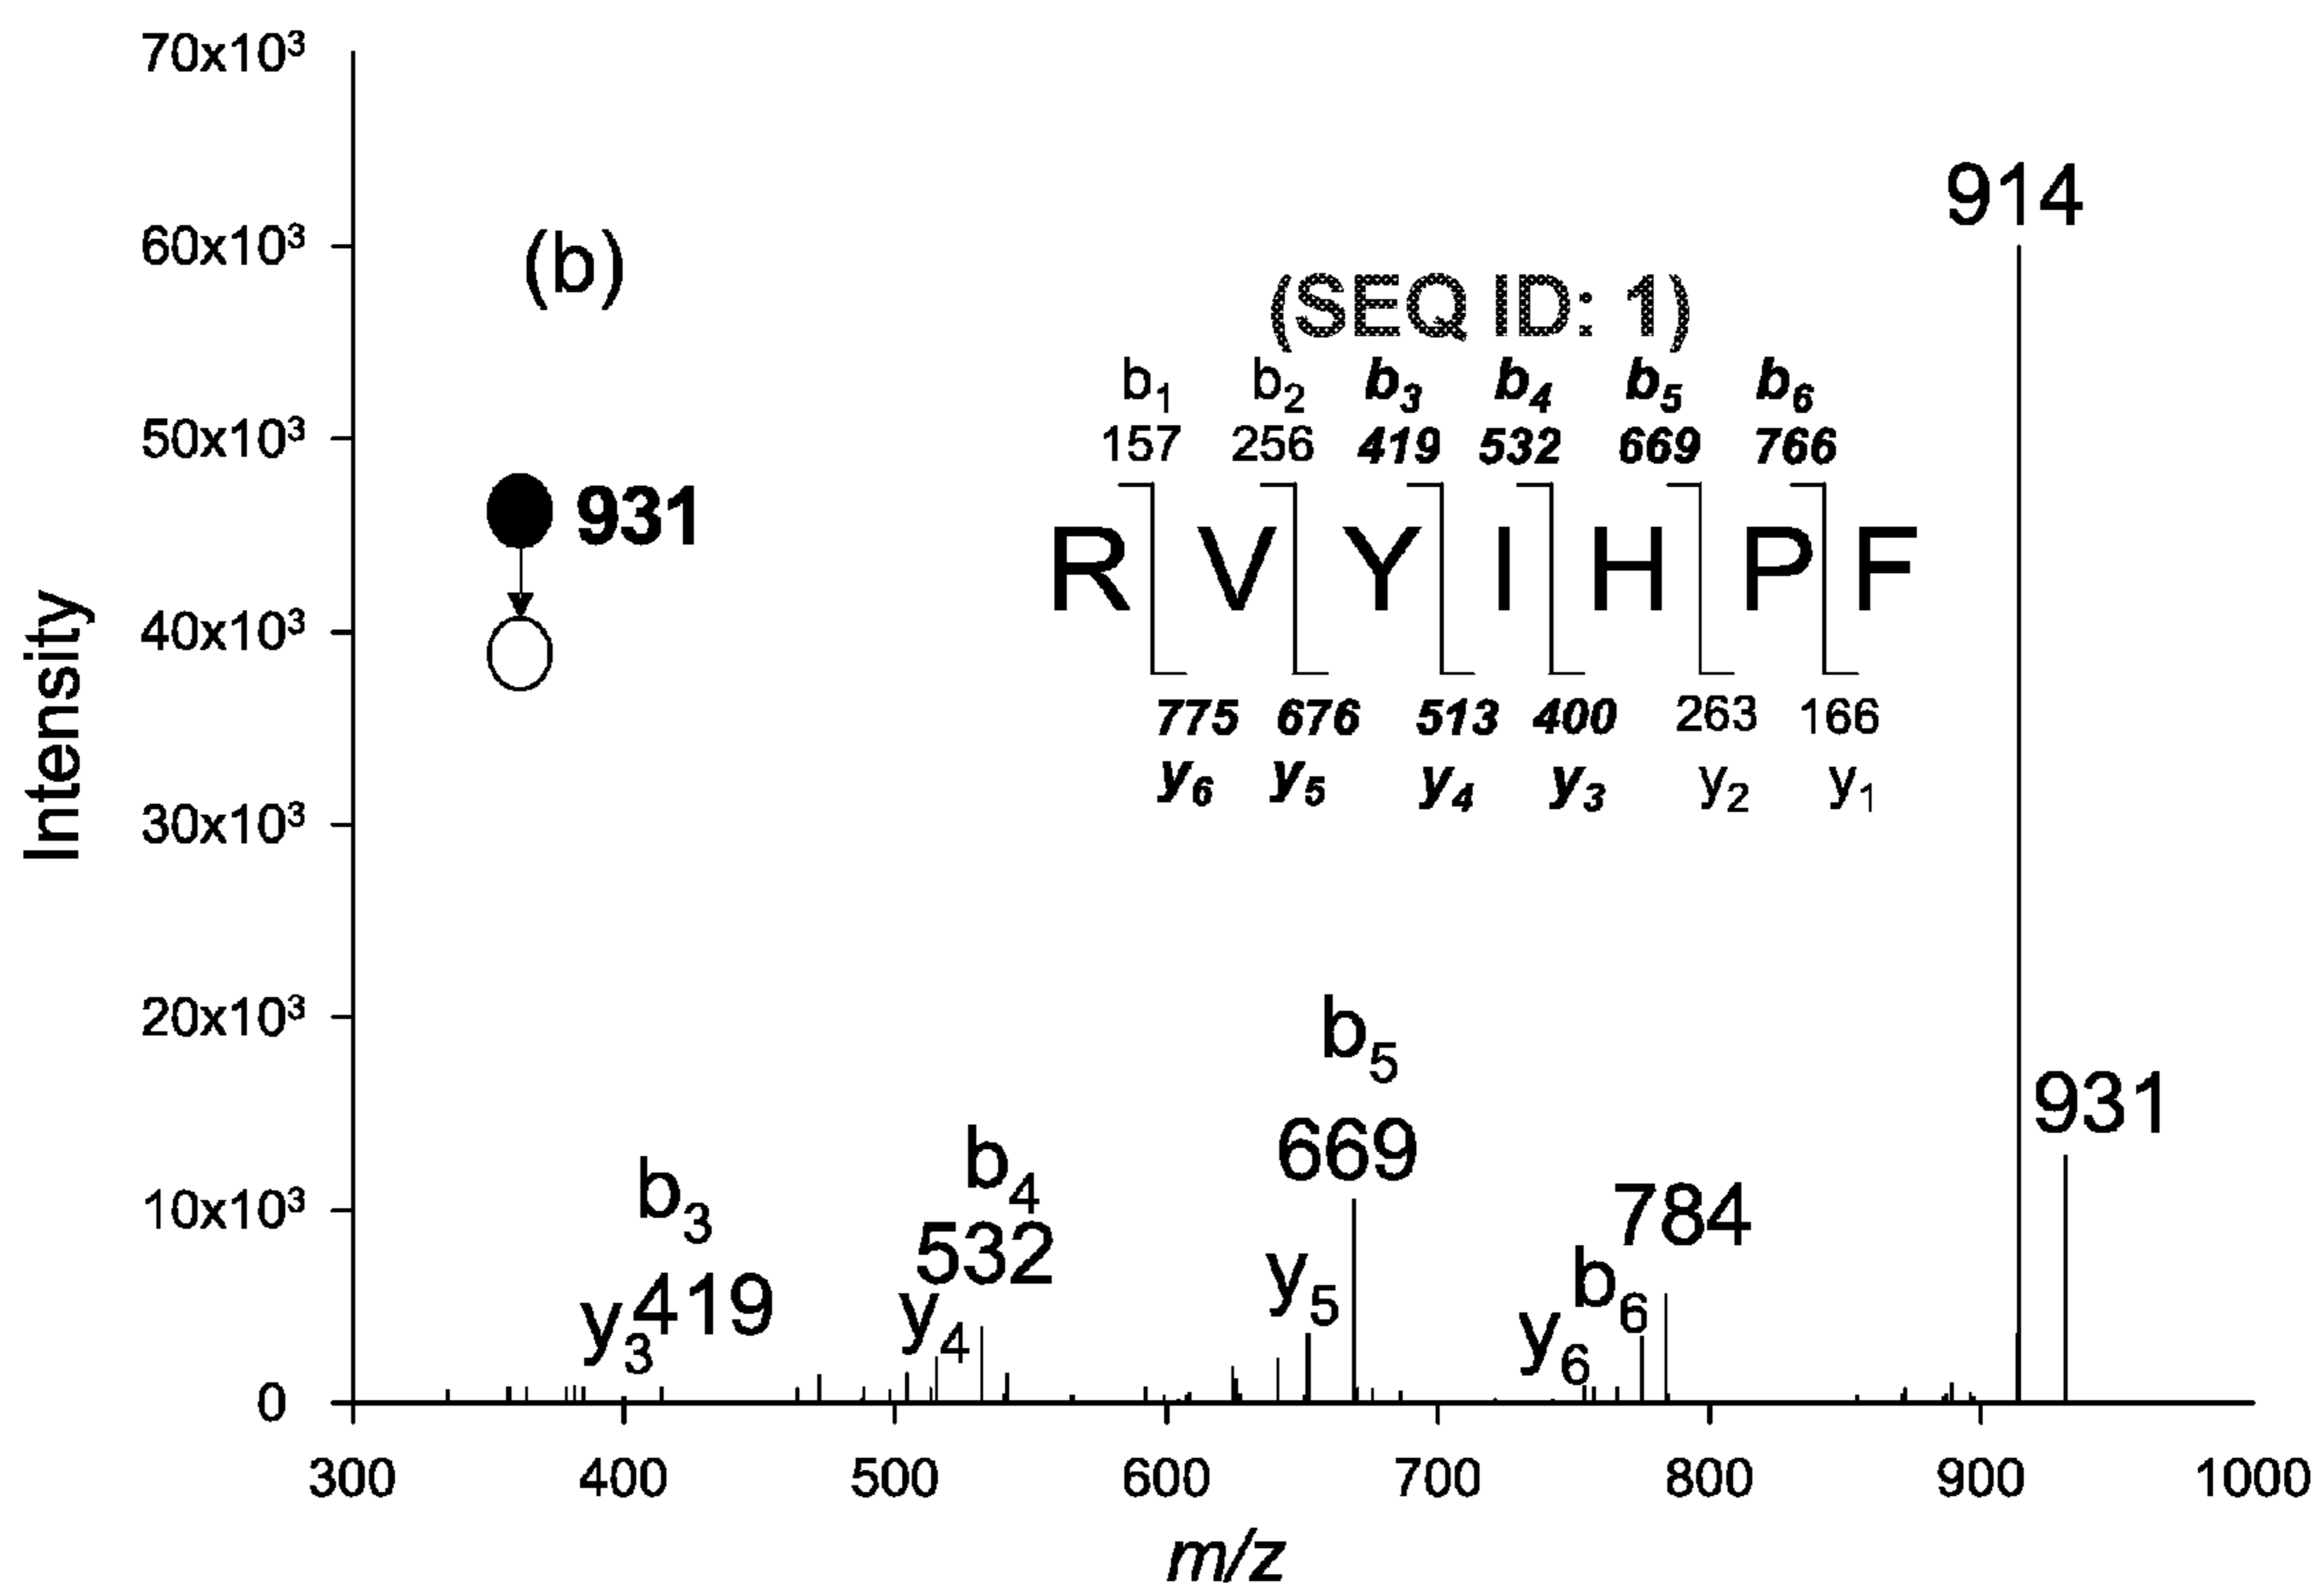 70x10³
60x10³
50x10³
40x10³
30x10³
20x10³
10x10³
0
Intensity
(b)
931
(SEQ ID: 1)
b₁ b₂ b₃ b₄ b₅ b₆
157 256 419 532 669 766
R V Y I H P F
775 676 513 400 263 166
y₆ y₅ y₄ y₃ y₂ y₁
914
931
b₃
y₃ 419
b₄
532
y₄
b₅
669
y₅
784
b₆
y₆
300 400 500 600 700 800 900 1000
m/z